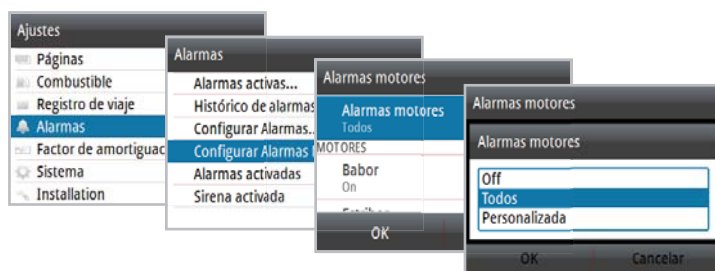 Ajustes
Páginas
Combustible
Registro de viaje
Alarmas
Factor de amortiguac
Sistema
Installation
Alarmas
Alarmas activas...
Histórico de alarmas
Configurar Alarmas..
Configurar Alarmas
Alarmas activadas
Sirena activada
Alarmas motores
Alarmas motores
Todos
MOTORES
Babor
On
OK
Alarmas motores
Alarmas motores
Off
Todos
Personalizada
OK
Cancelar